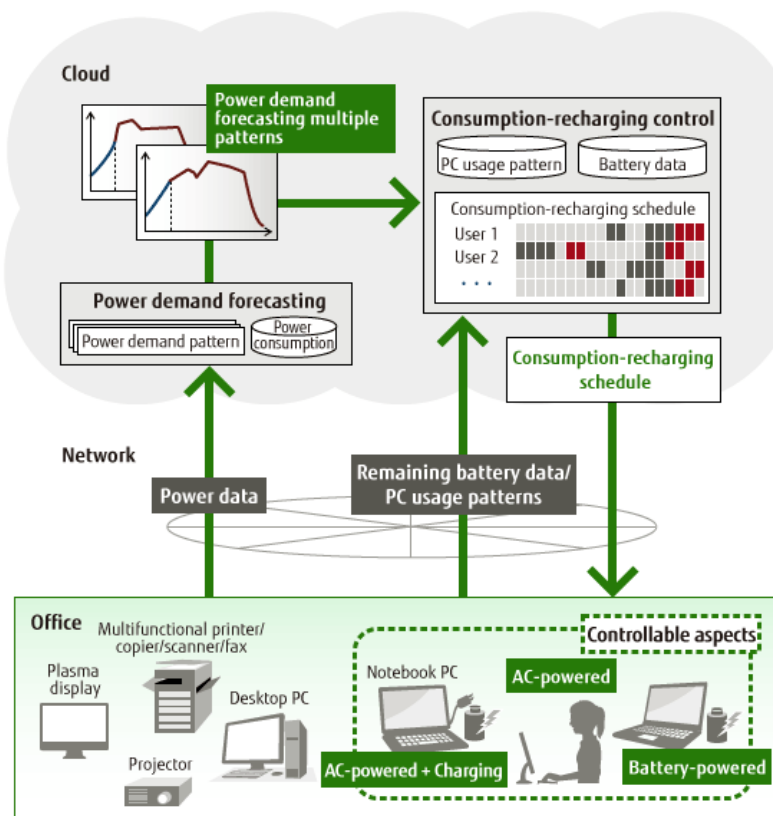 Cloud
Power demand
forecasting multiple
patterns
Consumption-recharging control
PC usage pattern
Battery data
Consumption-recharging schedule
User 1
User 2
. . .
Power demand forecasting
Power demand pattern
Power
consumption
Consumption-recharging
schedule
Network
Power data
Remaining battery data/
PC usage patterns
Office
Multifunctional printer/
copier/scanner/fax
Plasma
display
Desktop PC
Projector
Controllable aspects
Notebook PC
AC-powered
AC-powered + Charging
Battery-powered